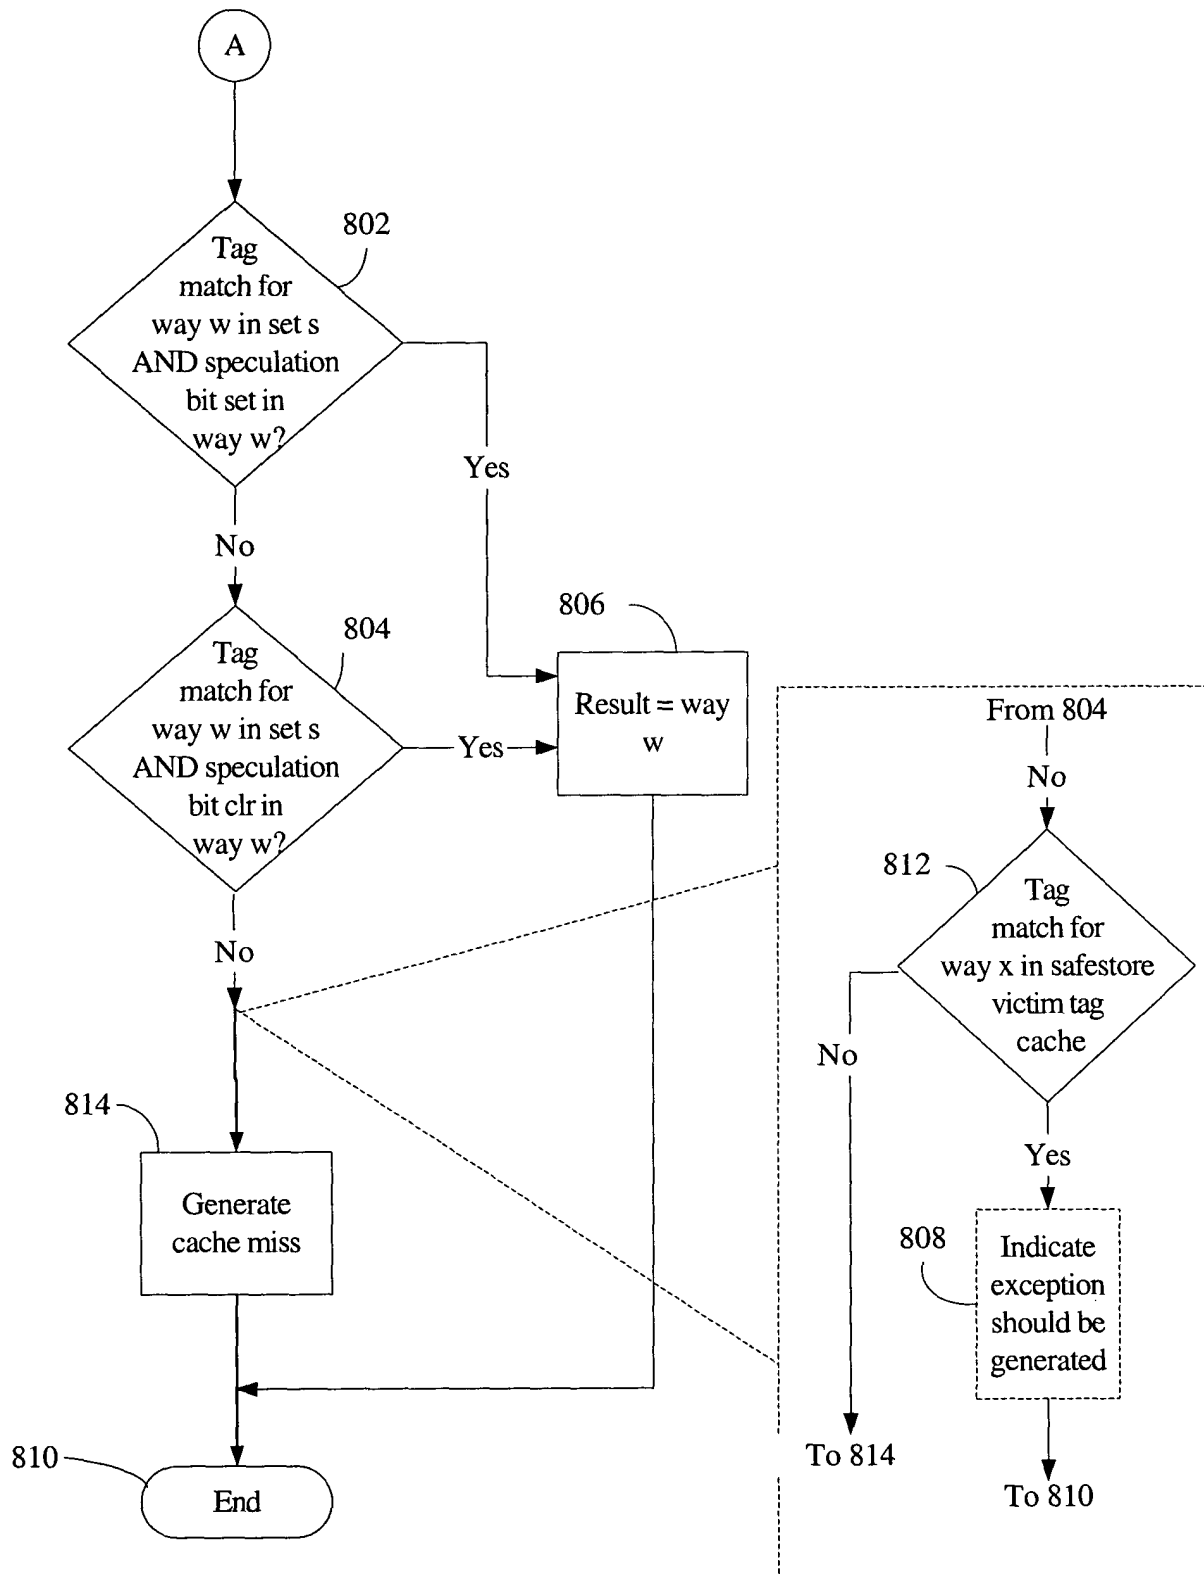 A
802
Tag
match for
way w in set s
AND speculation
bit set in
way w?
Yes
No
804
Tag
match for
way w in set s
AND speculation
bit clr in
way w?
Yes
No
806
Result = way
w
814
Generate
cache miss
810
End
From 804
No
812
Tag
match for
way x in safestore
victim tag
cache
No
Yes
808
Indicate
exception
should be
generated
To 814
To 810